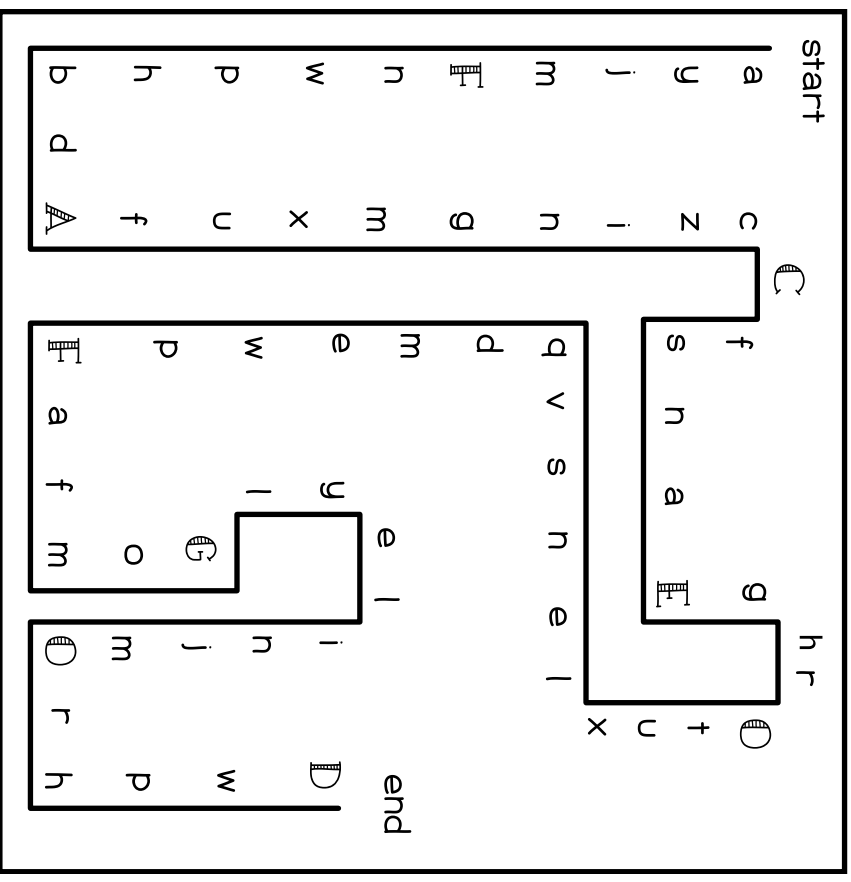 start
a y j m F n w p h b
d
A f u x m g n i z c
C
f s
n
a
E g
h r
O t u x
l e n s v q
d m e w p F
a f m
o G
l y
e l
i n j m O
r
h p w D
end